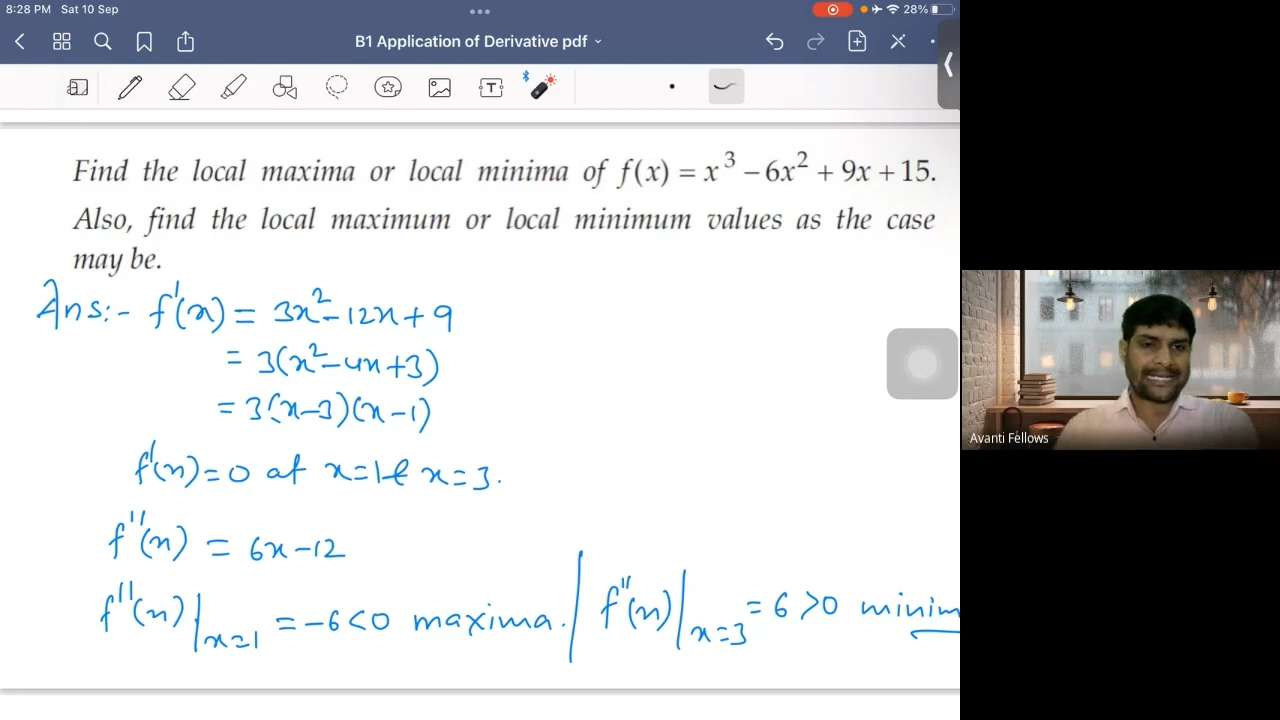 8:28 PM Sat 10 Sep
28%
B1 Application of Derivative pdf
T
Find the local maxima or local minima of f(x) = x³ − 6x² + 9x + 15.
Also, find the local maximum or local minimum values as the case
may be.
Ans:- f'(x) = 3x² - 12x + 9
= 3(x² - 4x + 3)
= 3(x-3)(x-1)
f'(x) = 0 at x=1 & x=3.
f''(x) = 6x - 12
f''(x)|x=1 = -6 < 0 maxima. | f''(x)|x=3 = 6 > 0 minim
Avanti Fellows